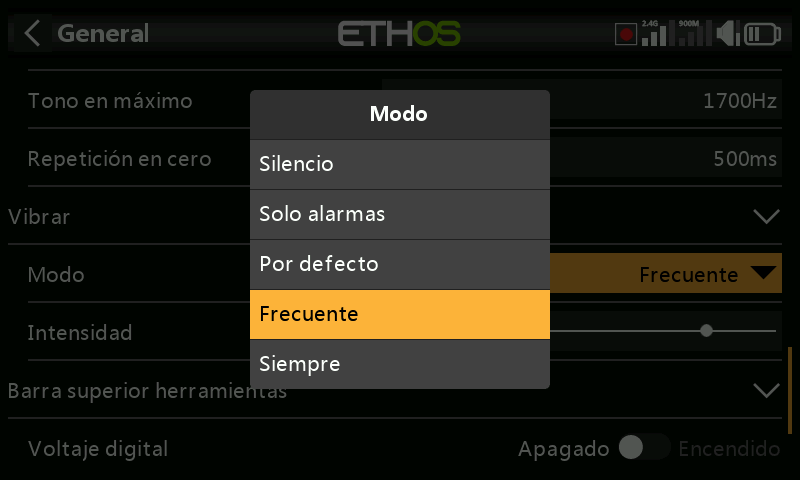 General
ETHOS
2.4G
900M
Tono en máximo
1700Hz
Repetición en cero
500ms
Vibrar
Modo
Frecuente
Intensidad
Barra superior herramientas
Voltaje digital
Apagado
Encendido
Modo
Silencio
Solo alarmas
Por defecto
Frecuente
Siempre